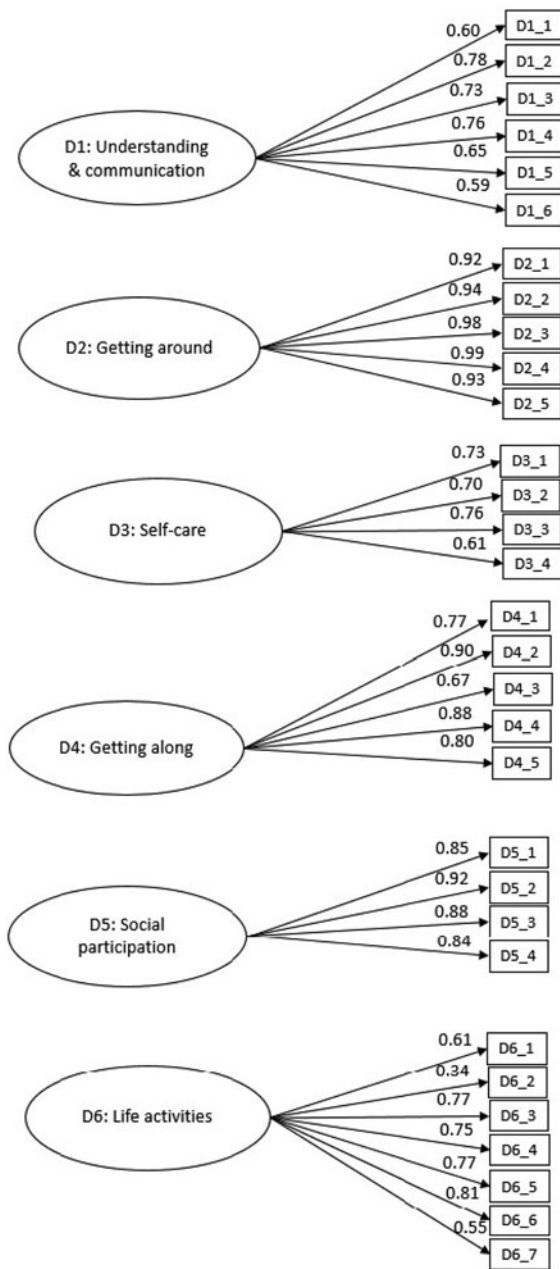 0.60
D1_1
0.78
D1_2
0.73
D1_3
D1: Understanding
& communication
0.76
D1_4
0.65
D1_5
0.59
D1_6
0.92
D2_1
0.94
D2_2
D2: Getting around
0.98
D2_3
0.99
D2_4
0.93
D2_5
0.73
D3_1
0.70
D3_2
D3: Self-care
0.76
D3_3
0.61
D3_4
0.77
D4_1
0.90
D4_2
0.67
D4_3
D4: Getting along
0.88
D4_4
0.80
D4_5
0.85
D5_1
0.92
D5_2
D5: Social
participation
0.88
D5_3
0.84
D5_4
0.61
D6_1
0.34
D6_2
D6: Life activities
0.77
D6_3
0.75
D6_4
0.77
D6_5
0.81
D6_6
0.55
D6_7